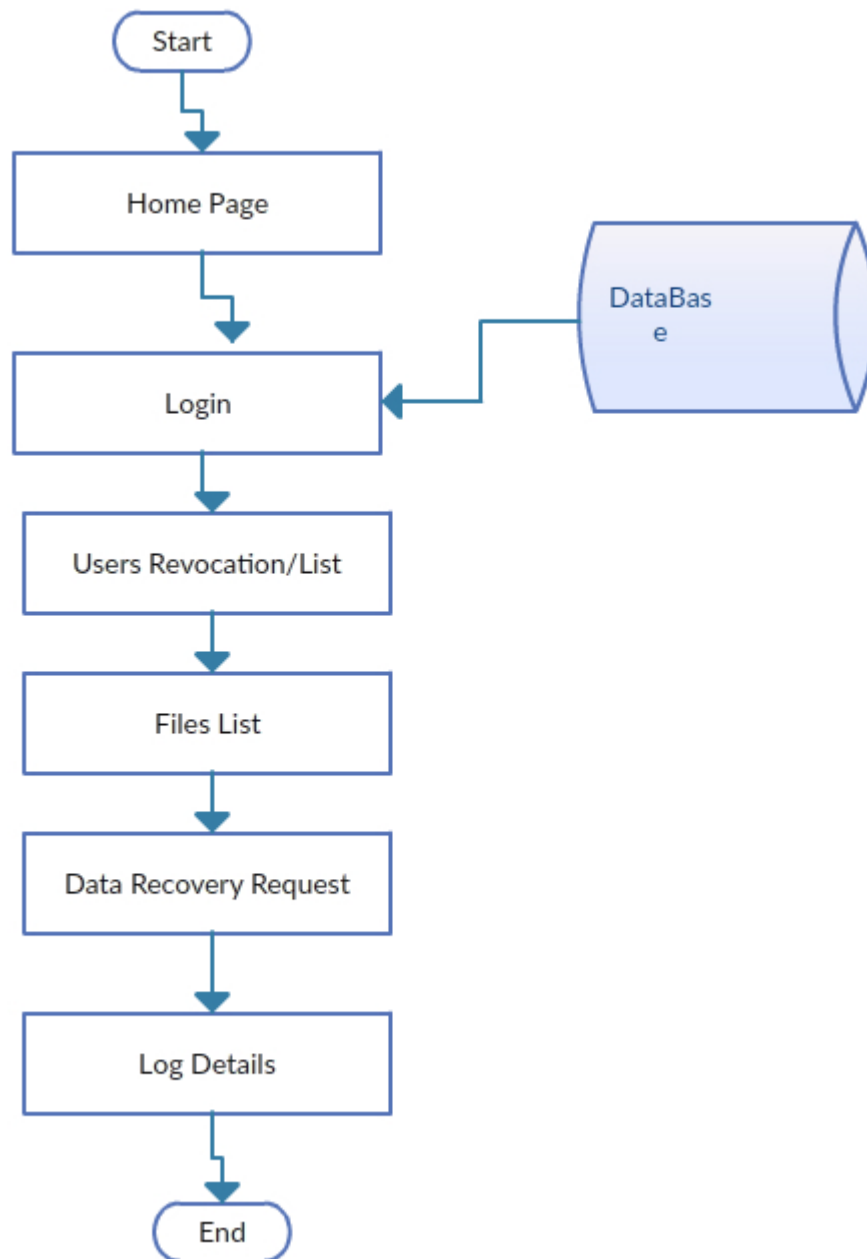 Start
Home Page
DataBas
e
Login
Users Revocation/List
Files List
Data Recovery Request
Log Details
End